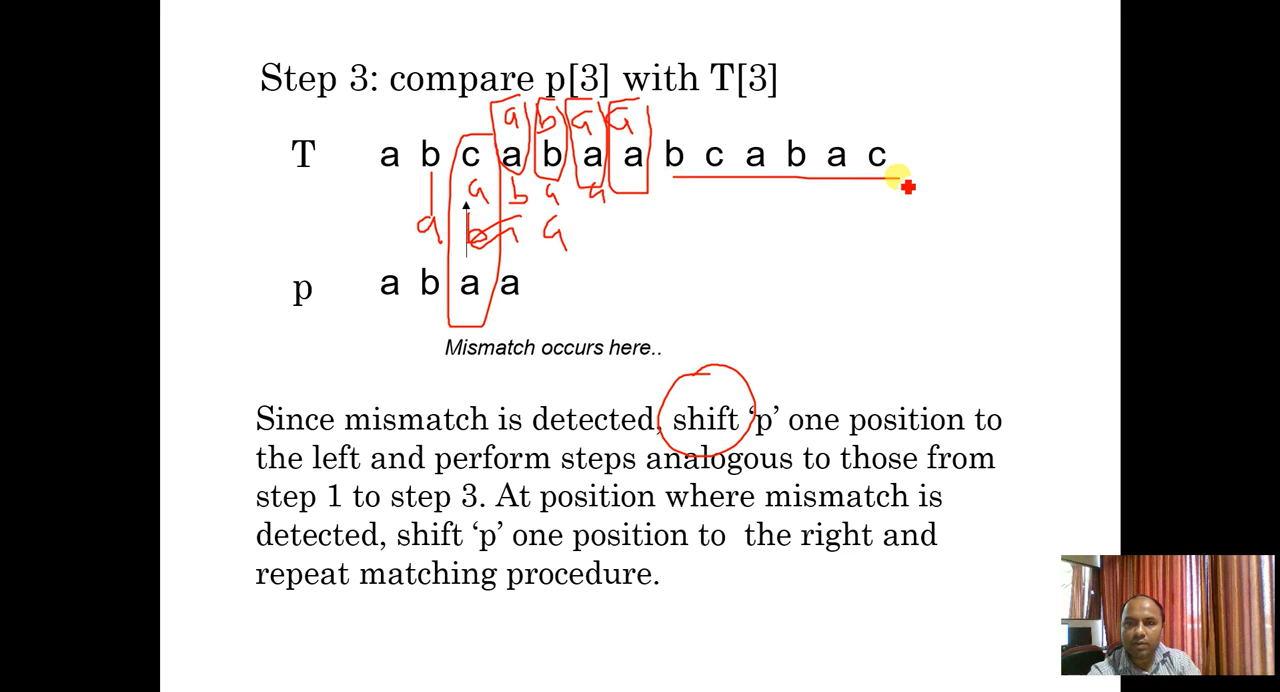 Step 3: compare p[3] with T[3]
a b a a
T a b c a b a a b c a b a c
a b a a
a b a a
p a b a a
Mismatch occurs here..
Since mismatch is detected, shift ‘p’ one position to
the left and perform steps analogous to those from
step 1 to step 3. At position where mismatch is
detected, shift ‘p’ one position to the right and
repeat matching procedure.